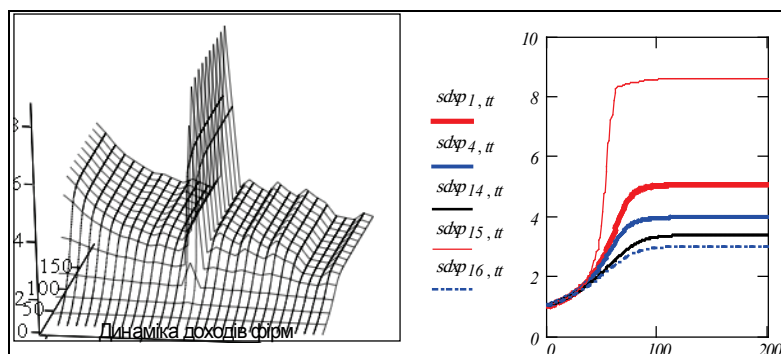 8
6
4
2
0
150
100
50
Динаміка доходів фірм
sdxp1, tt
sdxp4, tt
sdxp14, tt
sdxp15, tt
sdxp16, tt
10
8
6
4
2
0
0
100
200